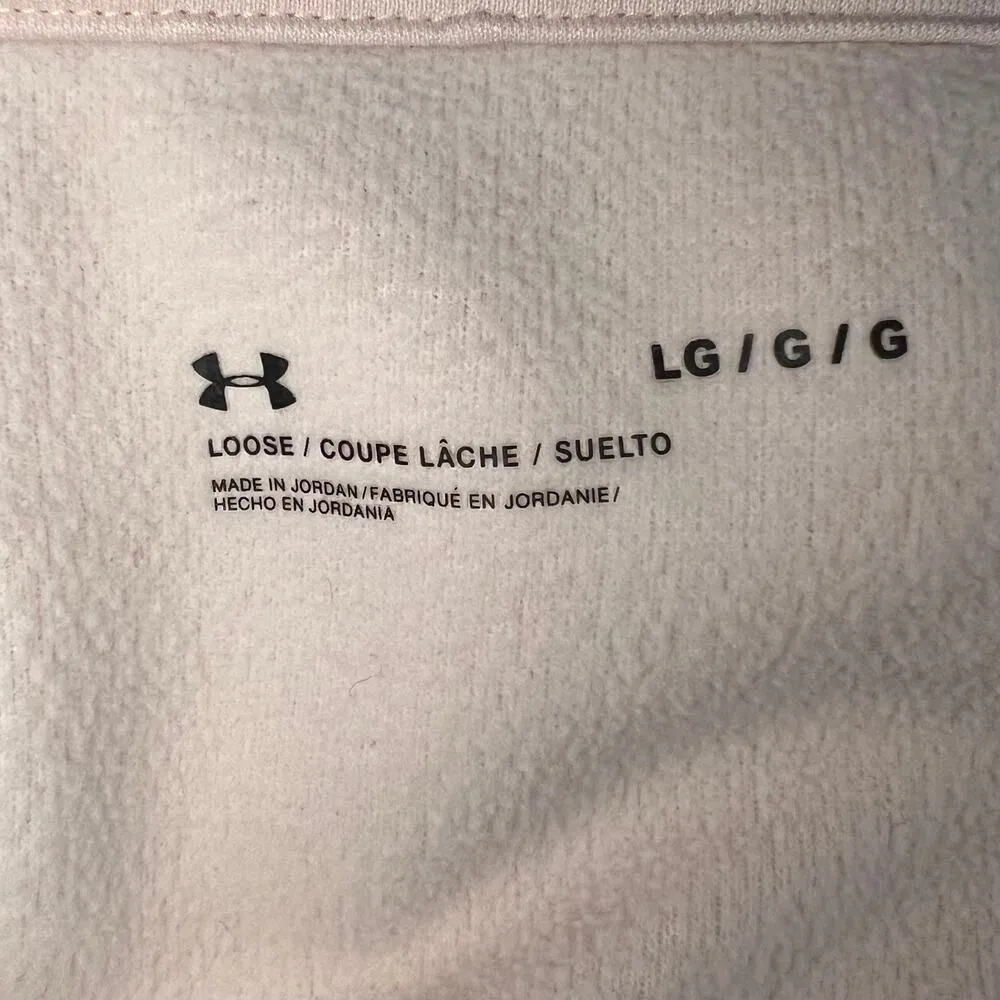 LG / G / G
LOOSE / COUPE LÂCHE / SUELTO
MADE IN JORDAN / FABRIQUÉ EN JORDANIE /
HECHO EN JORDANIA